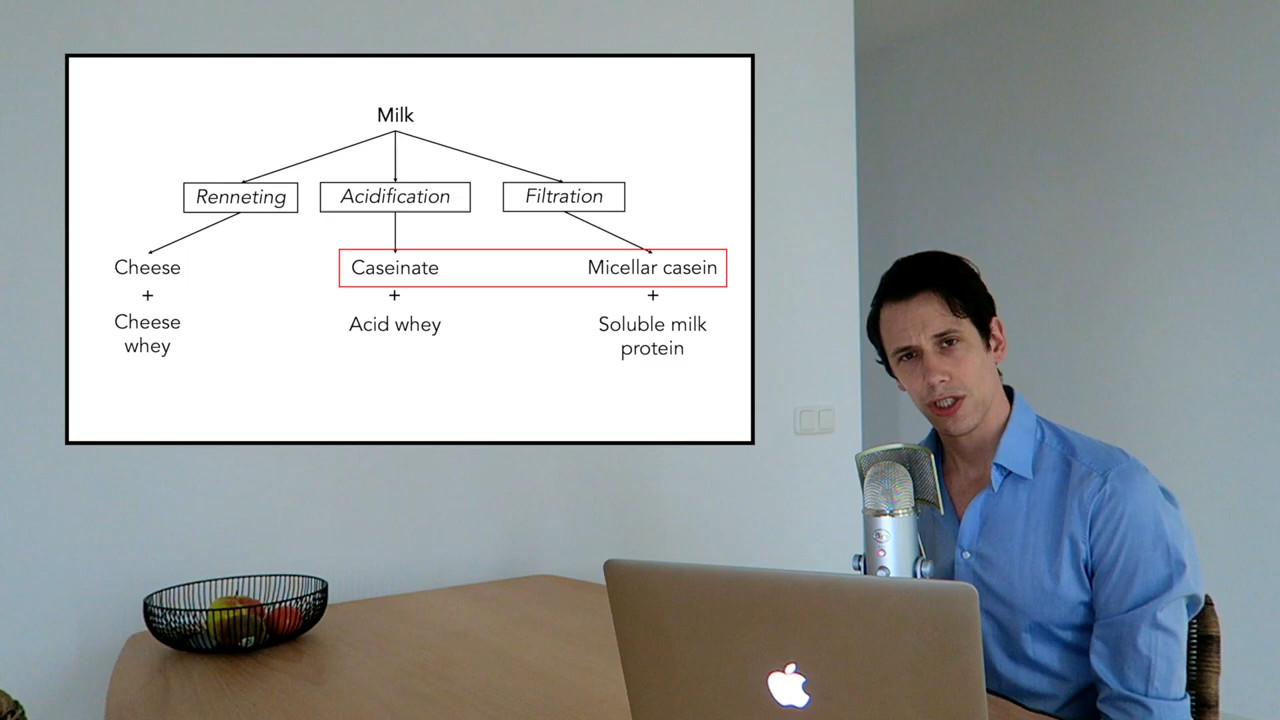 Milk
Renneting Acidification Filtration
Cheese Caseinate Micellar casein
+ + +
Cheese Acid whey Soluble milk
whey protein